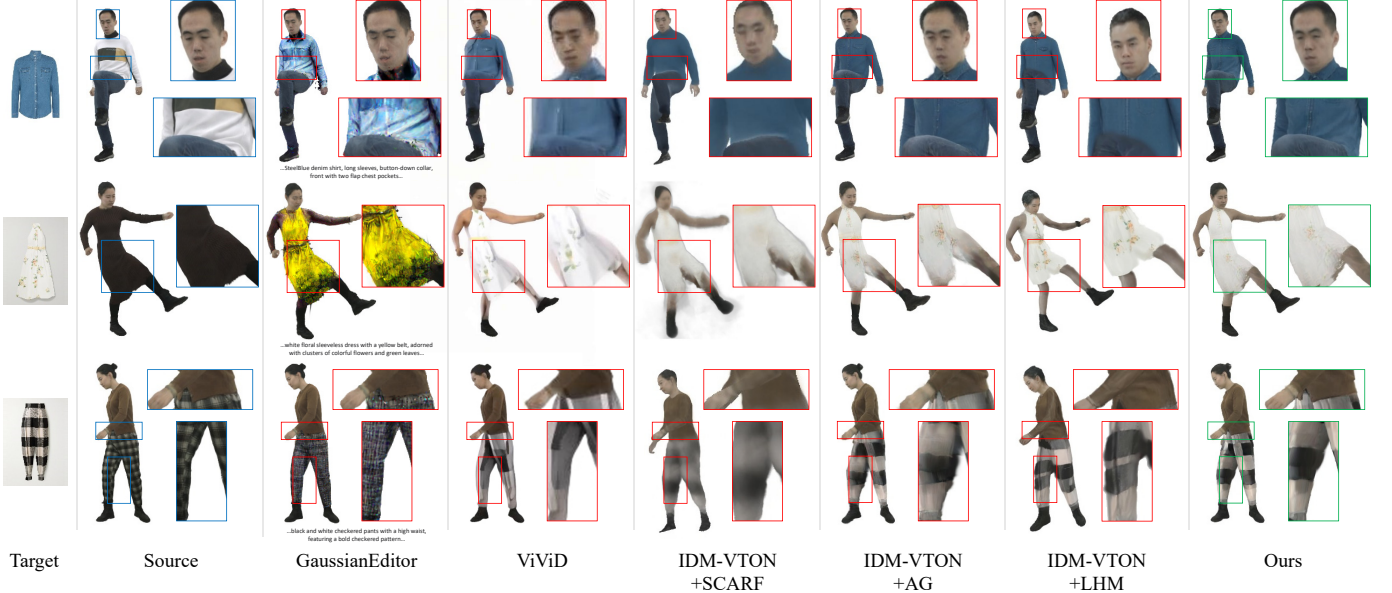 ...SteelBlue denim shirt, long sleeves, button-down collar,
front with two flap chest pockets...
...white floral sleeveless dress with a yellow belt, adorned
with clusters of colorful flowers and green leaves...
...black and white checkered pants with a high waist,
featuring a bold checkered pattern...
Target
Source
GaussianEditor
ViViD
IDM-VTON
+SCARF
IDM-VTON
+AG
IDM-VTON
+LHM
Ours